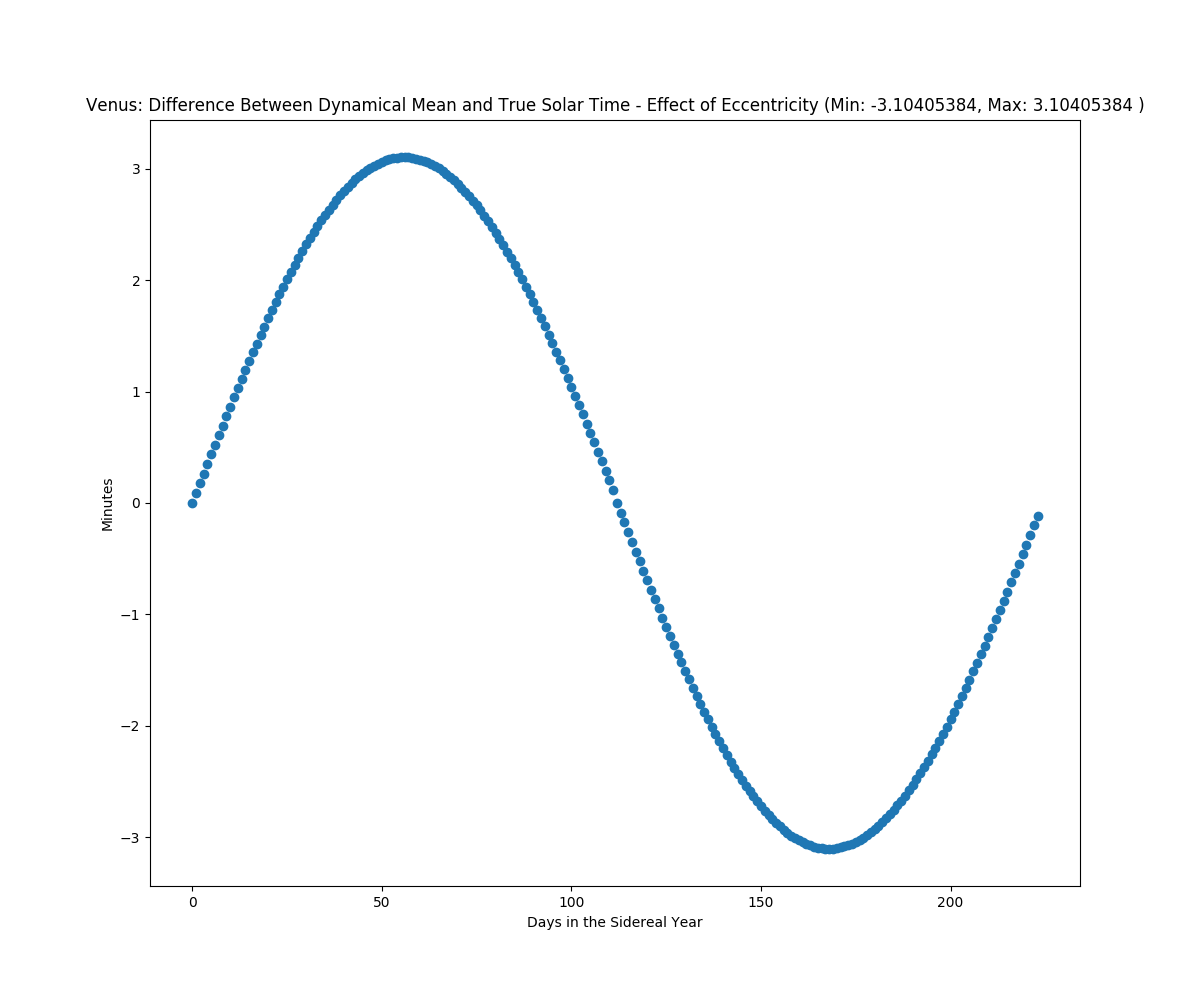 Venus: Difference Between Dynamical Mean and True Solar Time - Effect of Eccentricity (Min: -3.10405384, Max: 3.10405384 )
3
2
1
0
−1
−2
−3
Minutes
0 50 100 150 200
Days in the Sidereal Year